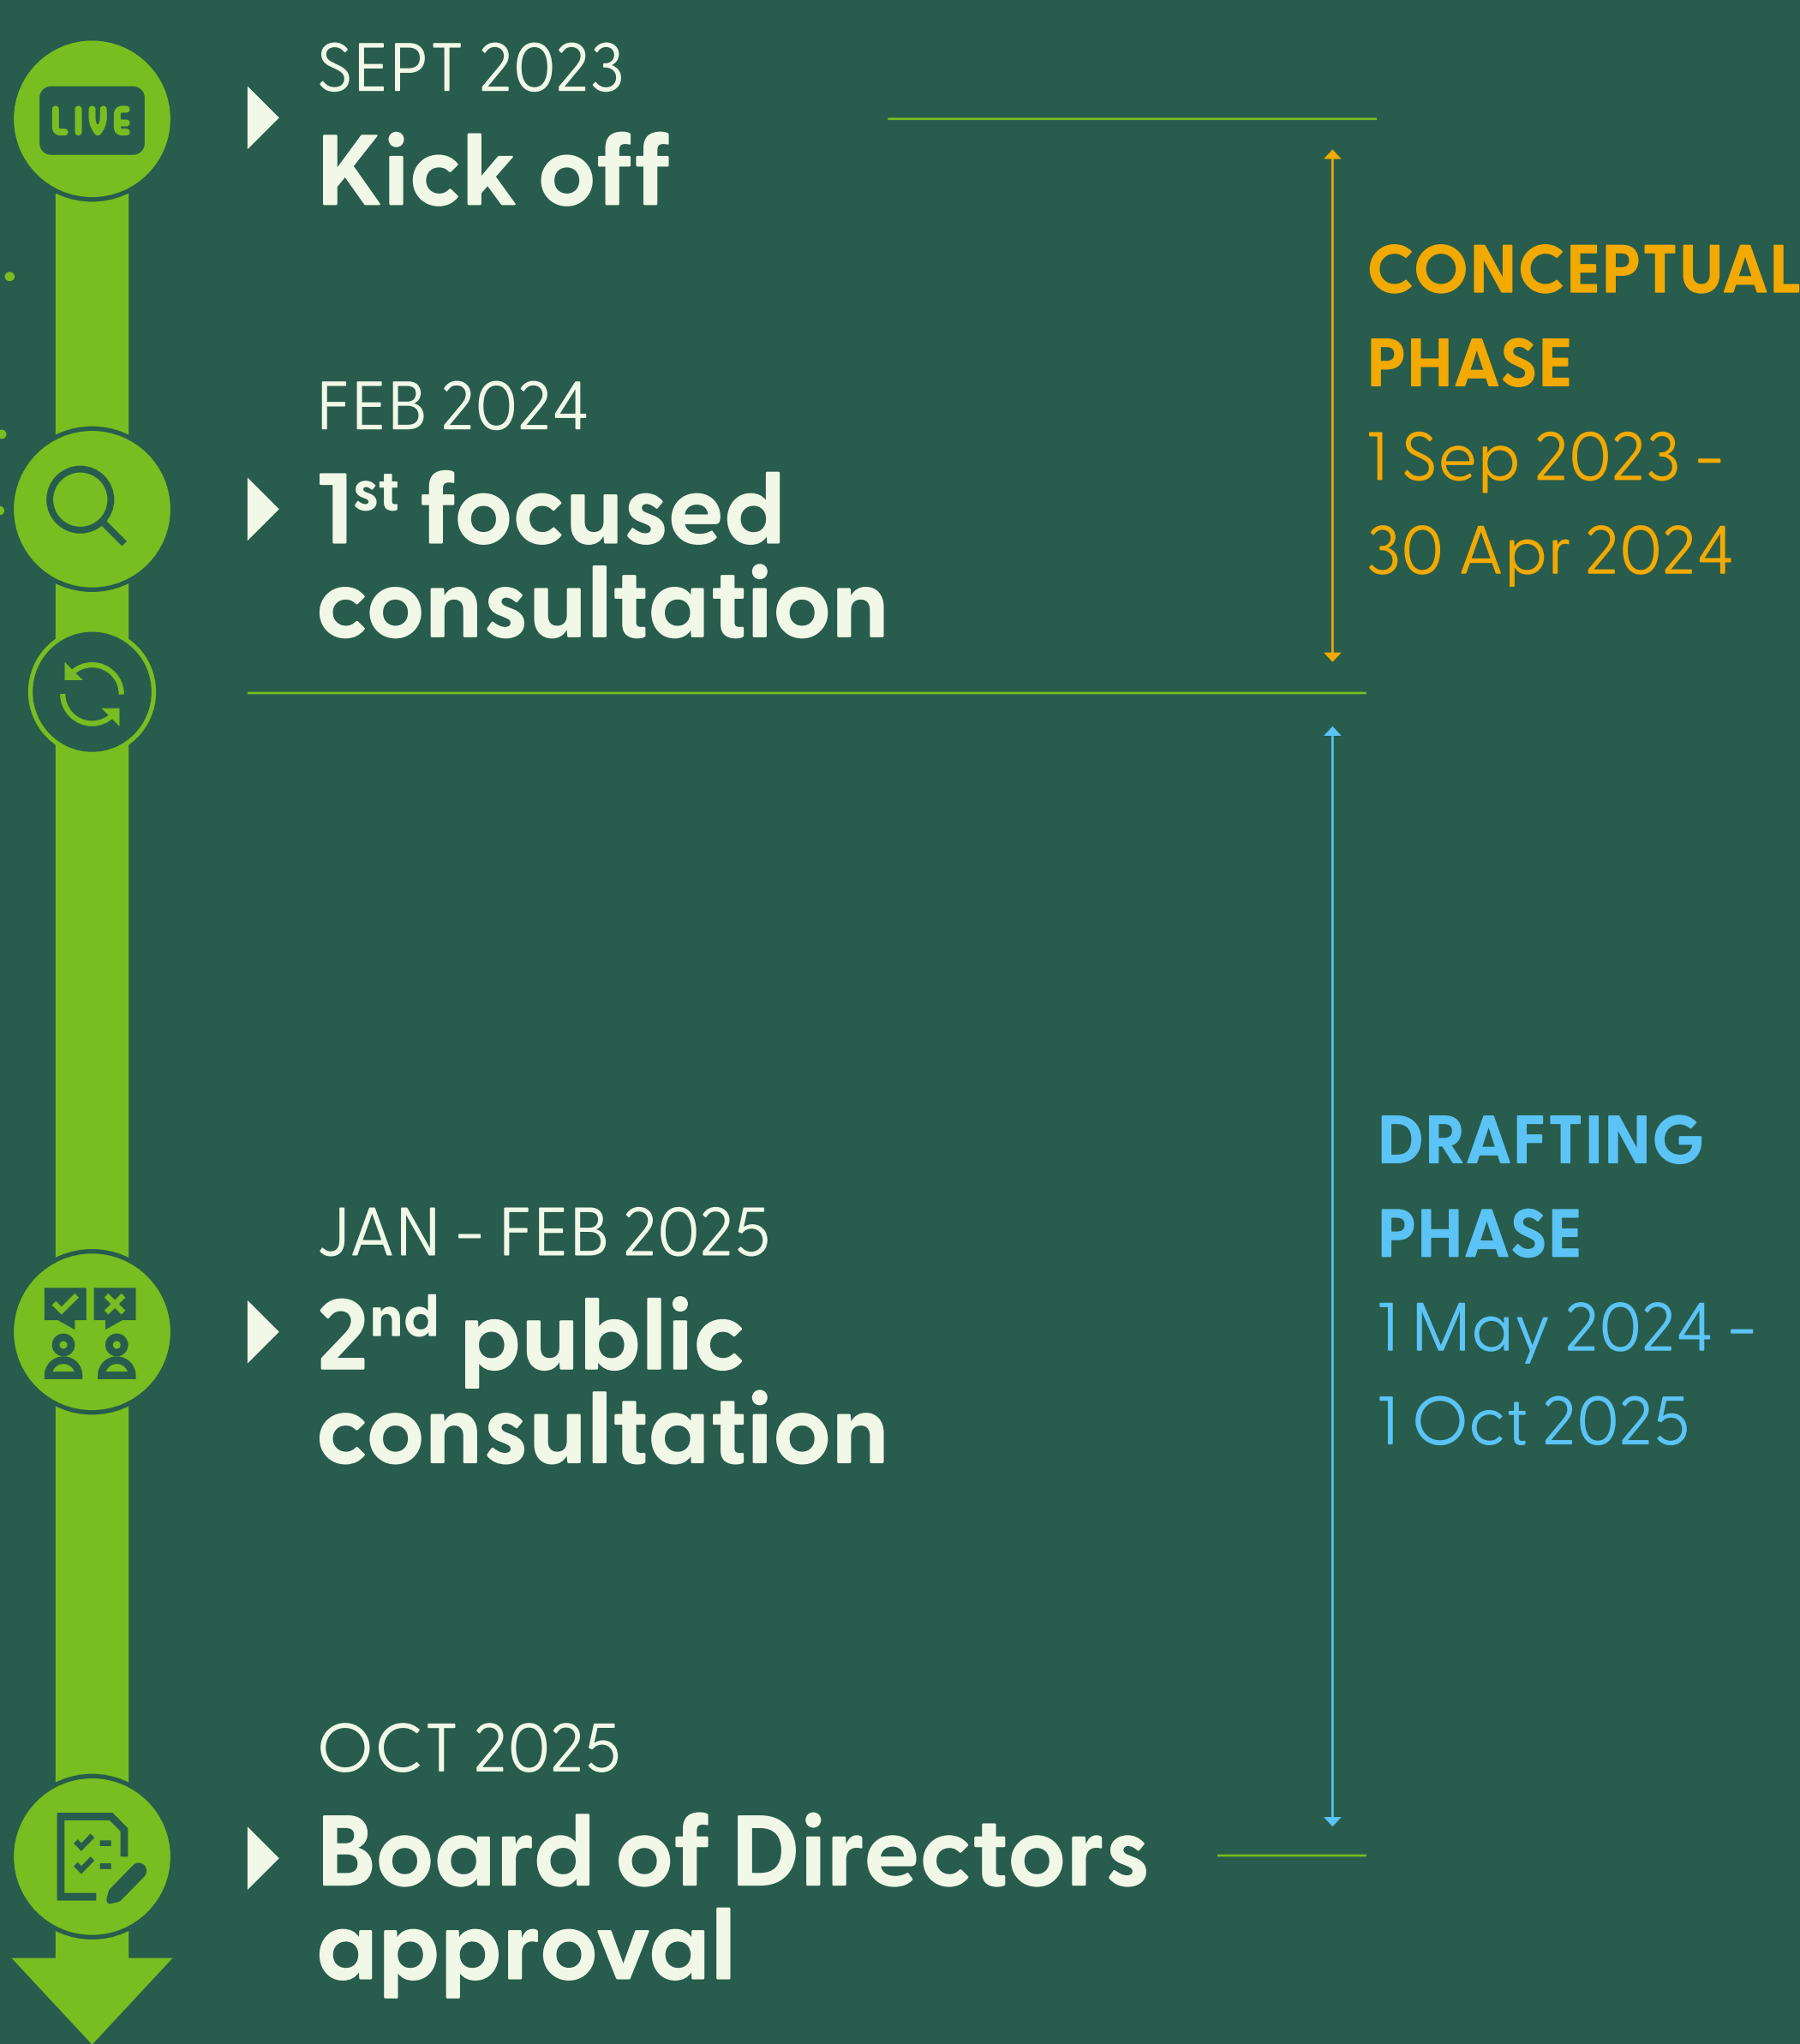 LIVE
SEPT 2023
Kick off
CONCEPTUAL
PHASE
1 Sep 2023 –
30 Apr 2024
FEB 2024
1st focused
consultation
DRAFTING
PHASE
1 May 2024 –
1 Oct 2025
JAN – FEB 2025
2nd public
consultation
OCT 2025
Board of Directors
approval